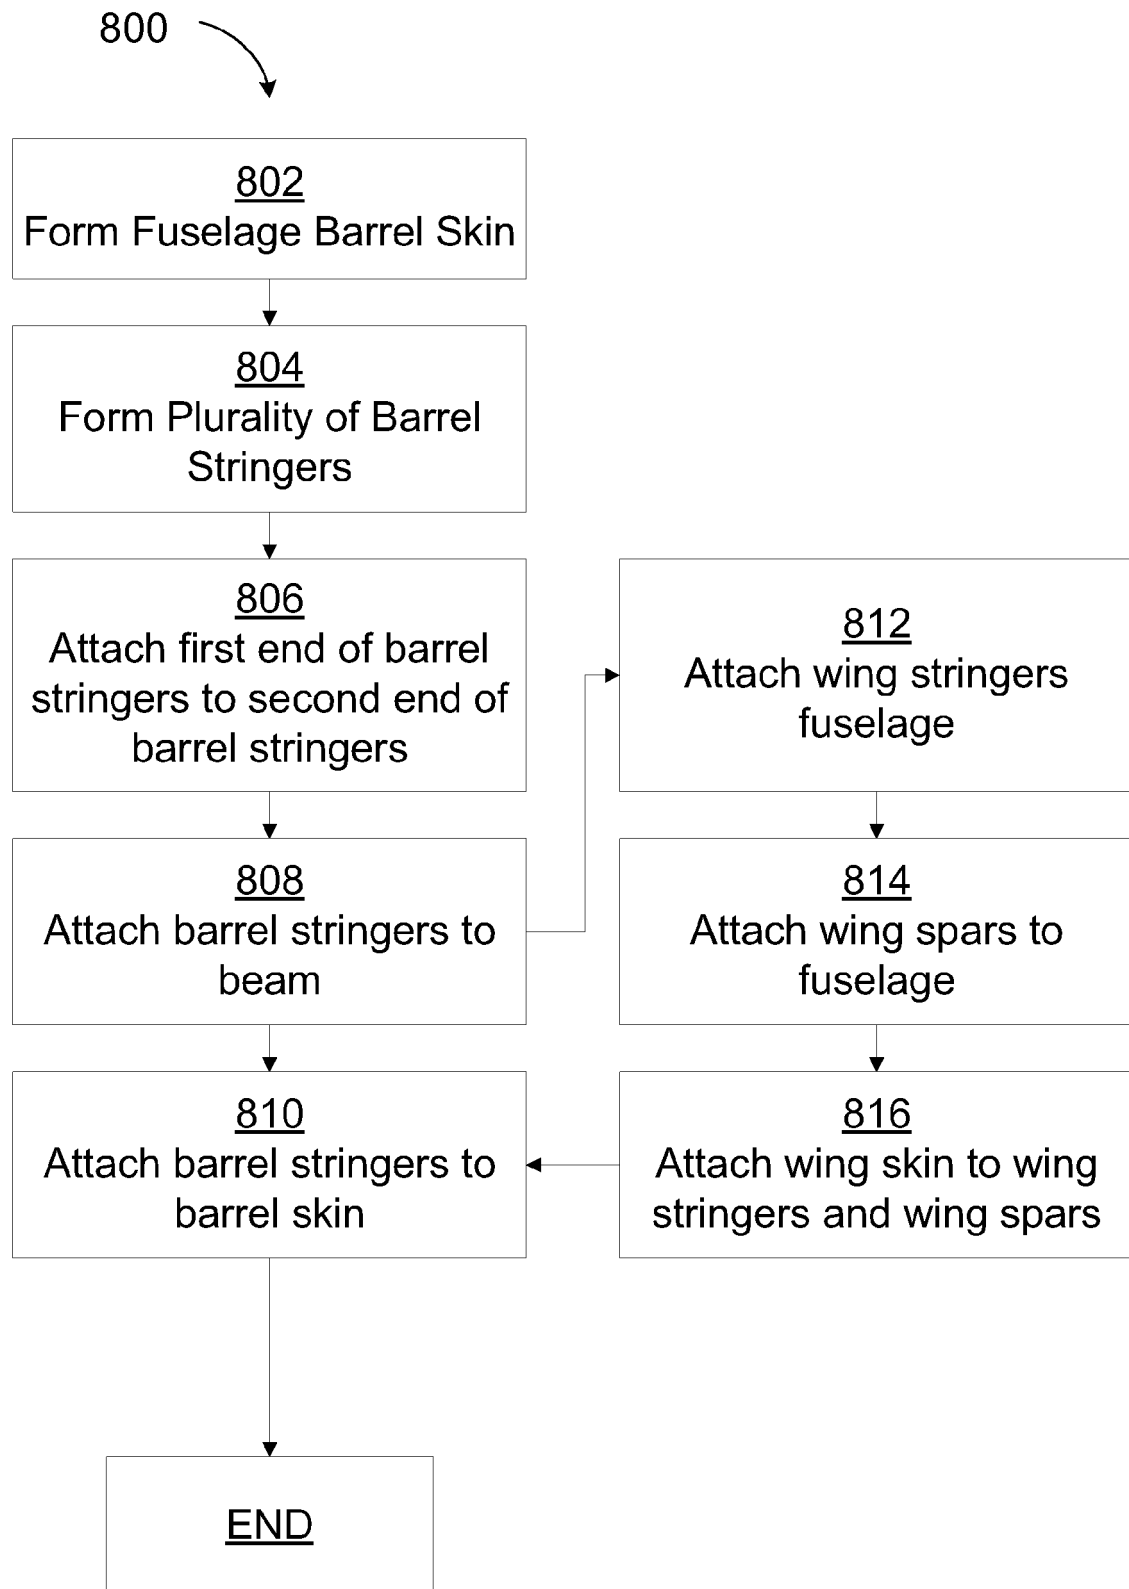 800
802
Form Fuselage Barrel Skin
804
Form Plurality of Barrel
Stringers
806
Attach first end of barrel
stringers to second end of
barrel stringers
808
Attach barrel stringers to
beam
810
Attach barrel stringers to
barrel skin
812
Attach wing stringers
fuselage
814
Attach wing spars to
fuselage
816
Attach wing skin to wing
stringers and wing spars
END